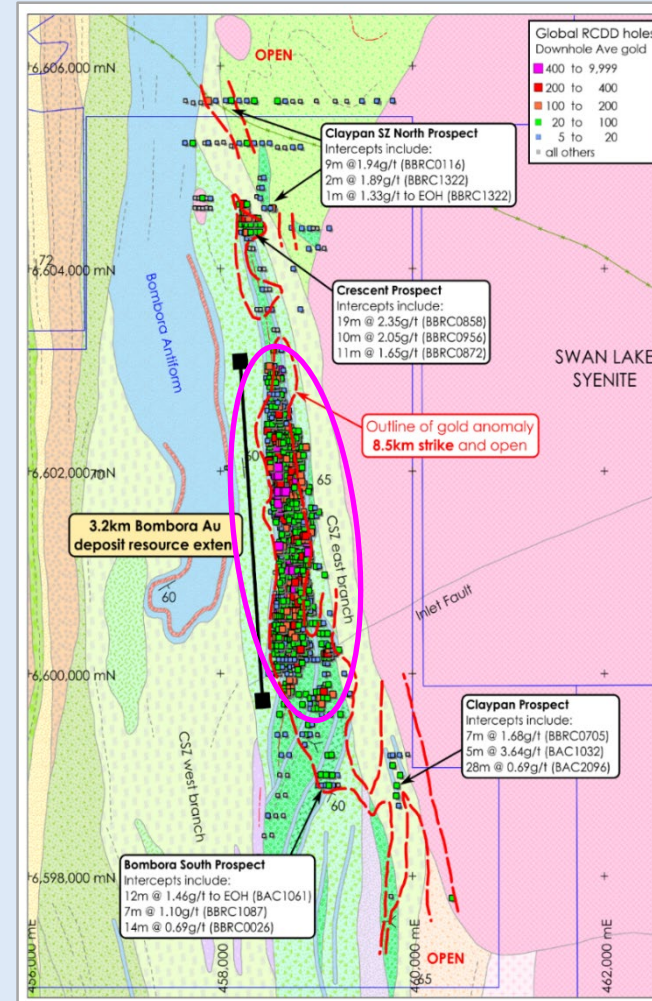 6,606,000 mN
OPEN
Global RCDD holes
Downhole Ave gold
400 to 9,999
200 to 400
100 to 200
20 to 100
5 to 20
all others
Claypan SZ North Prospect
Intercepts include:
9m @1.94g/t (BBRC0116)
2m @ 1.89g/t (BBRC1322)
1m @ 1.33g/t to EOH (BBRC1322)
72
6,604,000 mN
Crescent Prospect
Intercepts include:
19m @ 2.35g/t (BBRC0858)
10m @ 2.05g/t (BBRC0956)
11m @ 1.65g/t (BBRC0872)
Bombora Antiform
SWAN LAKE
SYENITE
Outline of gold anomaly
8.5km strike and open
60
65
6,602,000 mN
70
3.2km Bombora Au
deposit resource exten
CSZ east branch
60
Inlet Fault
6,600,000 mN
Claypan Prospect
Intercepts include:
7m @ 1.68g/t (BBRC0705)
5m @ 3.64g/t (BAC1032)
28m @ 0.69g/t (BAC2096)
CSZ west branch
60
Bombora South Prospect
Intercepts include:
12m @ 1.46g/t to EOH (BAC1061)
7m @ 1.10g/t (BBRC1087)
14m @ 0.69g/t (BBRC0026)
6,598,000 mN
OPEN
65
456,000 mE
458,000 mE
460,000 mE
462,000 mE